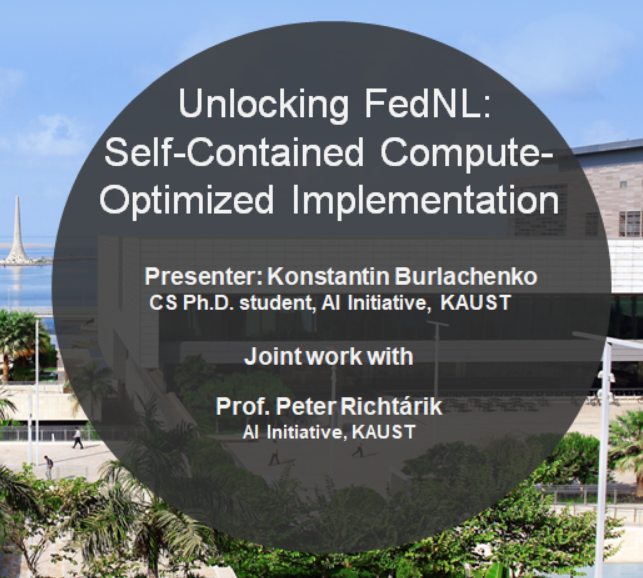 Unlocking FedNL:
Self-Contained Compute-
Optimized Implementation
Presenter: Konstantin Burlachenko
CS Ph.D. student, AI Initiative, KAUST
Joint work with
Prof. Peter Richtárik
AI Initiative, KAUST